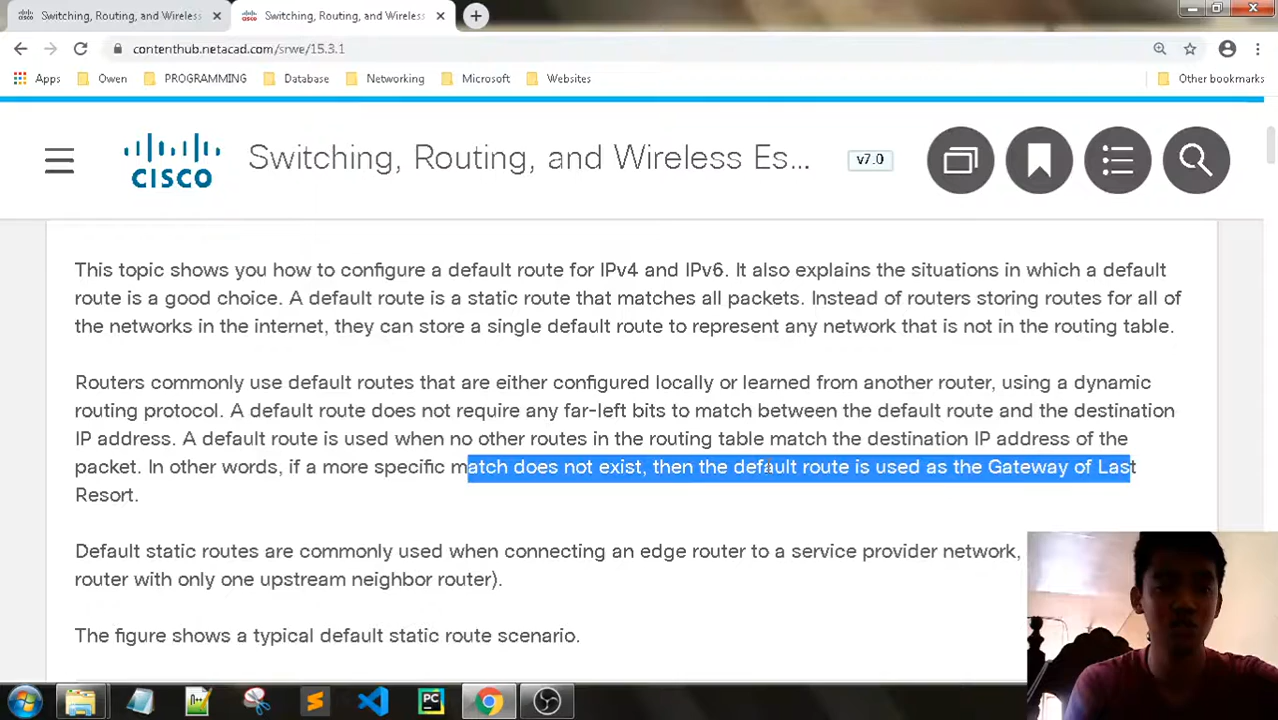 Switching, Routing, and Wireless
Switching, Routing, and Wireless
contenthub.netacad.com/srwe/15.3.1
Apps
Owen
PROGRAMMING
Database
Networking
Microsoft
Websites
Other bookmarks
CISCO
Switching, Routing, and Wireless Es...
v7.0
This topic shows you how to configure a default route for IPv4 and IPv6. It also explains the situations in which a default
route is a good choice. A default route is a static route that matches all packets. Instead of routers storing routes for all of
the networks in the internet, they can store a single default route to represent any network that is not in the routing table.
Routers commonly use default routes that are either configured locally or learned from another router, using a dynamic
routing protocol. A default route does not require any far-left bits to match between the default route and the destination
IP address. A default route is used when no other routes in the routing table match the destination IP address of the
packet. In other words, if a more specific match does not exist, then the default route is used as the Gateway of Last
Resort.
Default static routes are commonly used when connecting an edge router to a service provider network,
router with only one upstream neighbor router).
The figure shows a typical default static route scenario.
PC